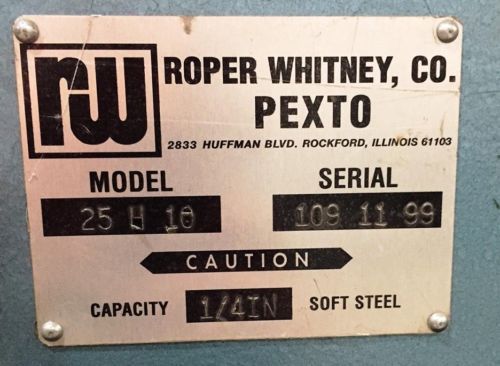 rw ROPER WHITNEY, CO.
PEXTO
2833 HUFFMAN BLVD. ROCKFORD, ILLINOIS 61103
MODEL SERIAL
25 H 10 109 11 99
CAUTION
CAPACITY 1/4IN SOFT STEEL